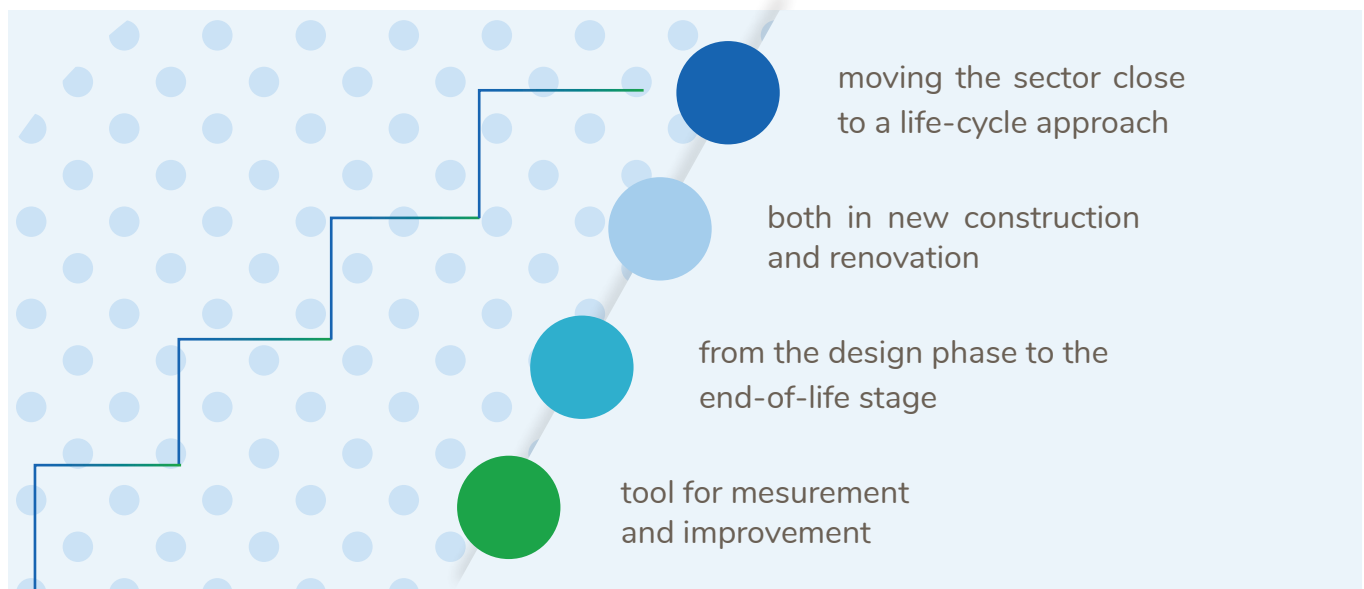 moving the sector close
to a life-cycle approach
both in new construction
and renovation
from the design phase to the
end-of-life stage
tool for mesurement
and improvement